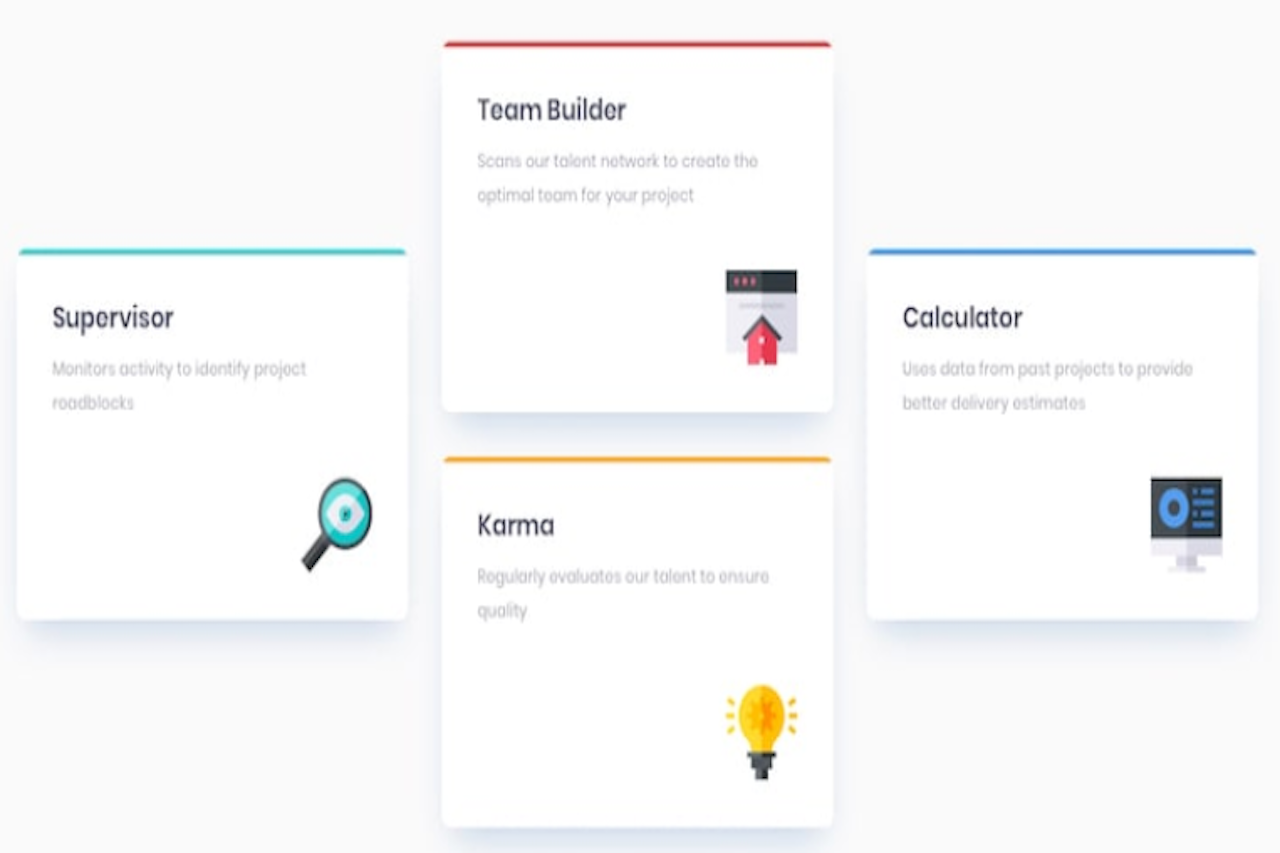 Team Builder
Scans our talent network to create the
optimal team for your project
Supervisor
Monitors activity to identify project
roadblocks
Karma
Regularly evaluates our talent to ensure
quality
Calculator
Uses data from past projects to provide
better delivery estimates